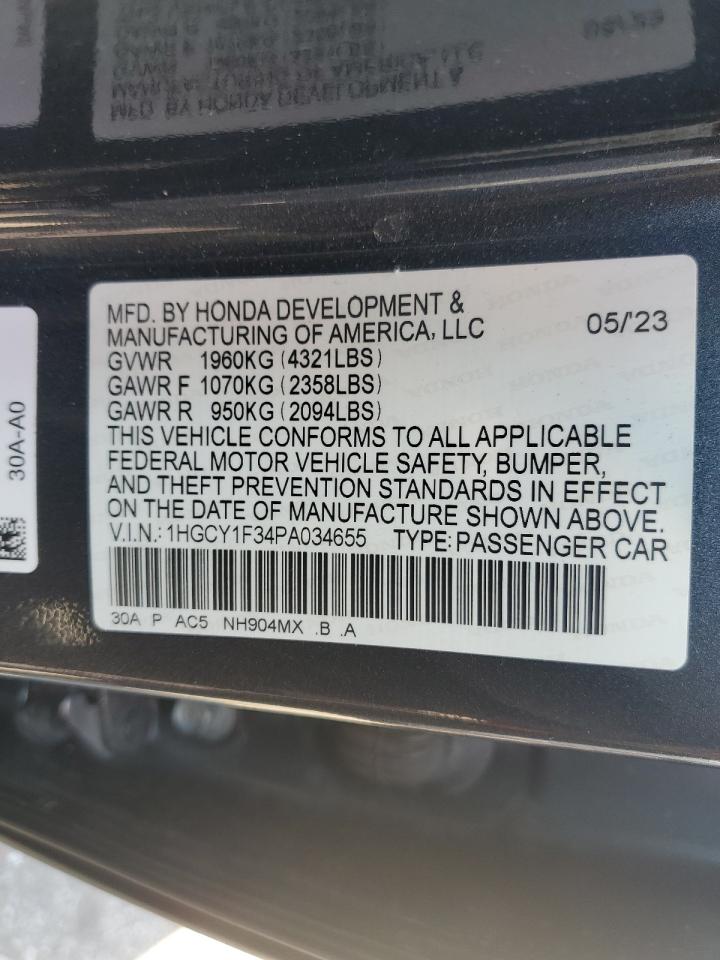 MFD. BY HONDA DEVELOPMENT &
MANUFACTURING OF AMERICA, LLC 05/'23
GVWR 1960KG (4321LBS)
GAWR F 1070KG (2358LBS)
GAWR R 950KG (2094LBS)
THIS VEHICLE CONFORMS TO ALL APPLICABLE
FEDERAL MOTOR VEHICLE SAFETY, BUMPER,
AND THEFT PREVENTION STANDARDS IN EFFECT
ON THE DATE OF MANUFACTURE SHOWN ABOVE.
V.I.N.: 1HGCY1F34PA034655 TYPE: PASSENGER CAR
30A P AC5 NH904MX .B .A
30A-A0